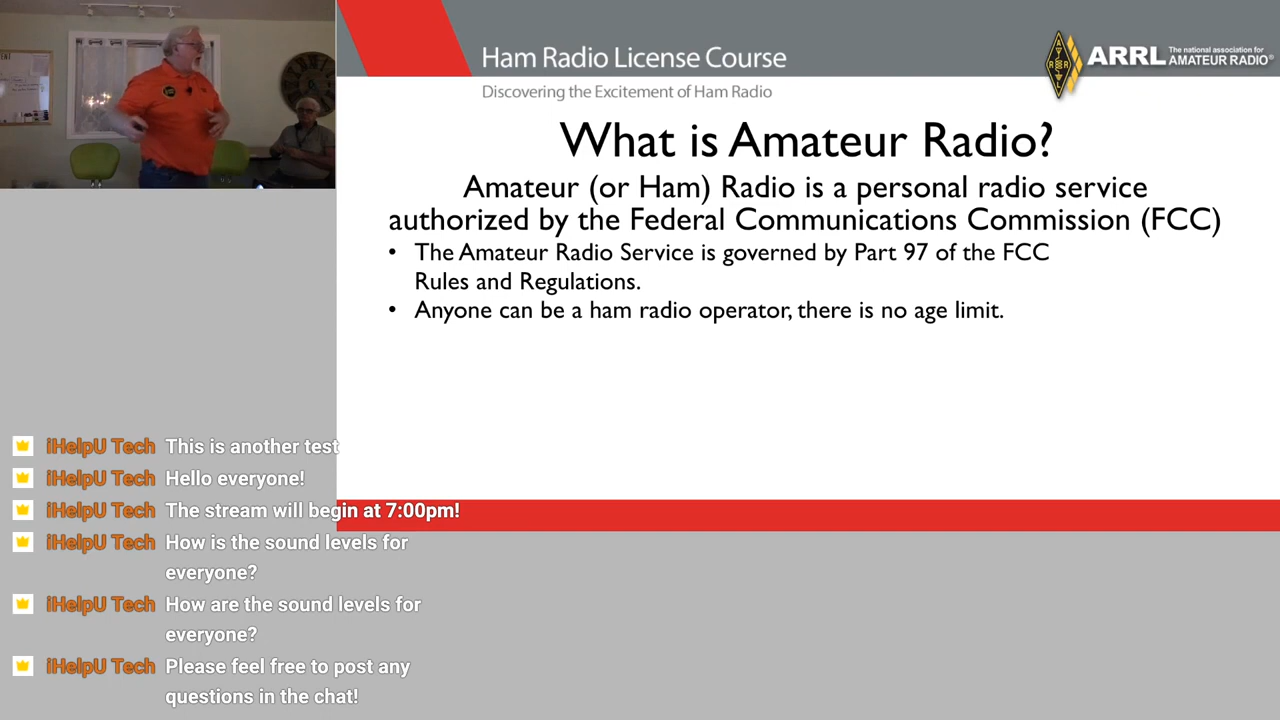 Ham Radio License Course
Discovering the Excitement of Ham Radio
ARRL The national association for
AMATEUR RADIO®
What is Amateur Radio?
Amateur (or Ham) Radio is a personal radio service
authorized by the Federal Communications Commission (FCC)
• The Amateur Radio Service is governed by Part 97 of the FCC
Rules and Regulations.
• Anyone can be a ham radio operator, there is no age limit.
iHelpU Tech This is another test
iHelpU Tech Hello everyone!
iHelpU Tech The stream will begin at 7:00pm!
iHelpU Tech How is the sound levels for
everyone?
iHelpU Tech How are the sound levels for
everyone?
iHelpU Tech Please feel free to post any
questions in the chat!